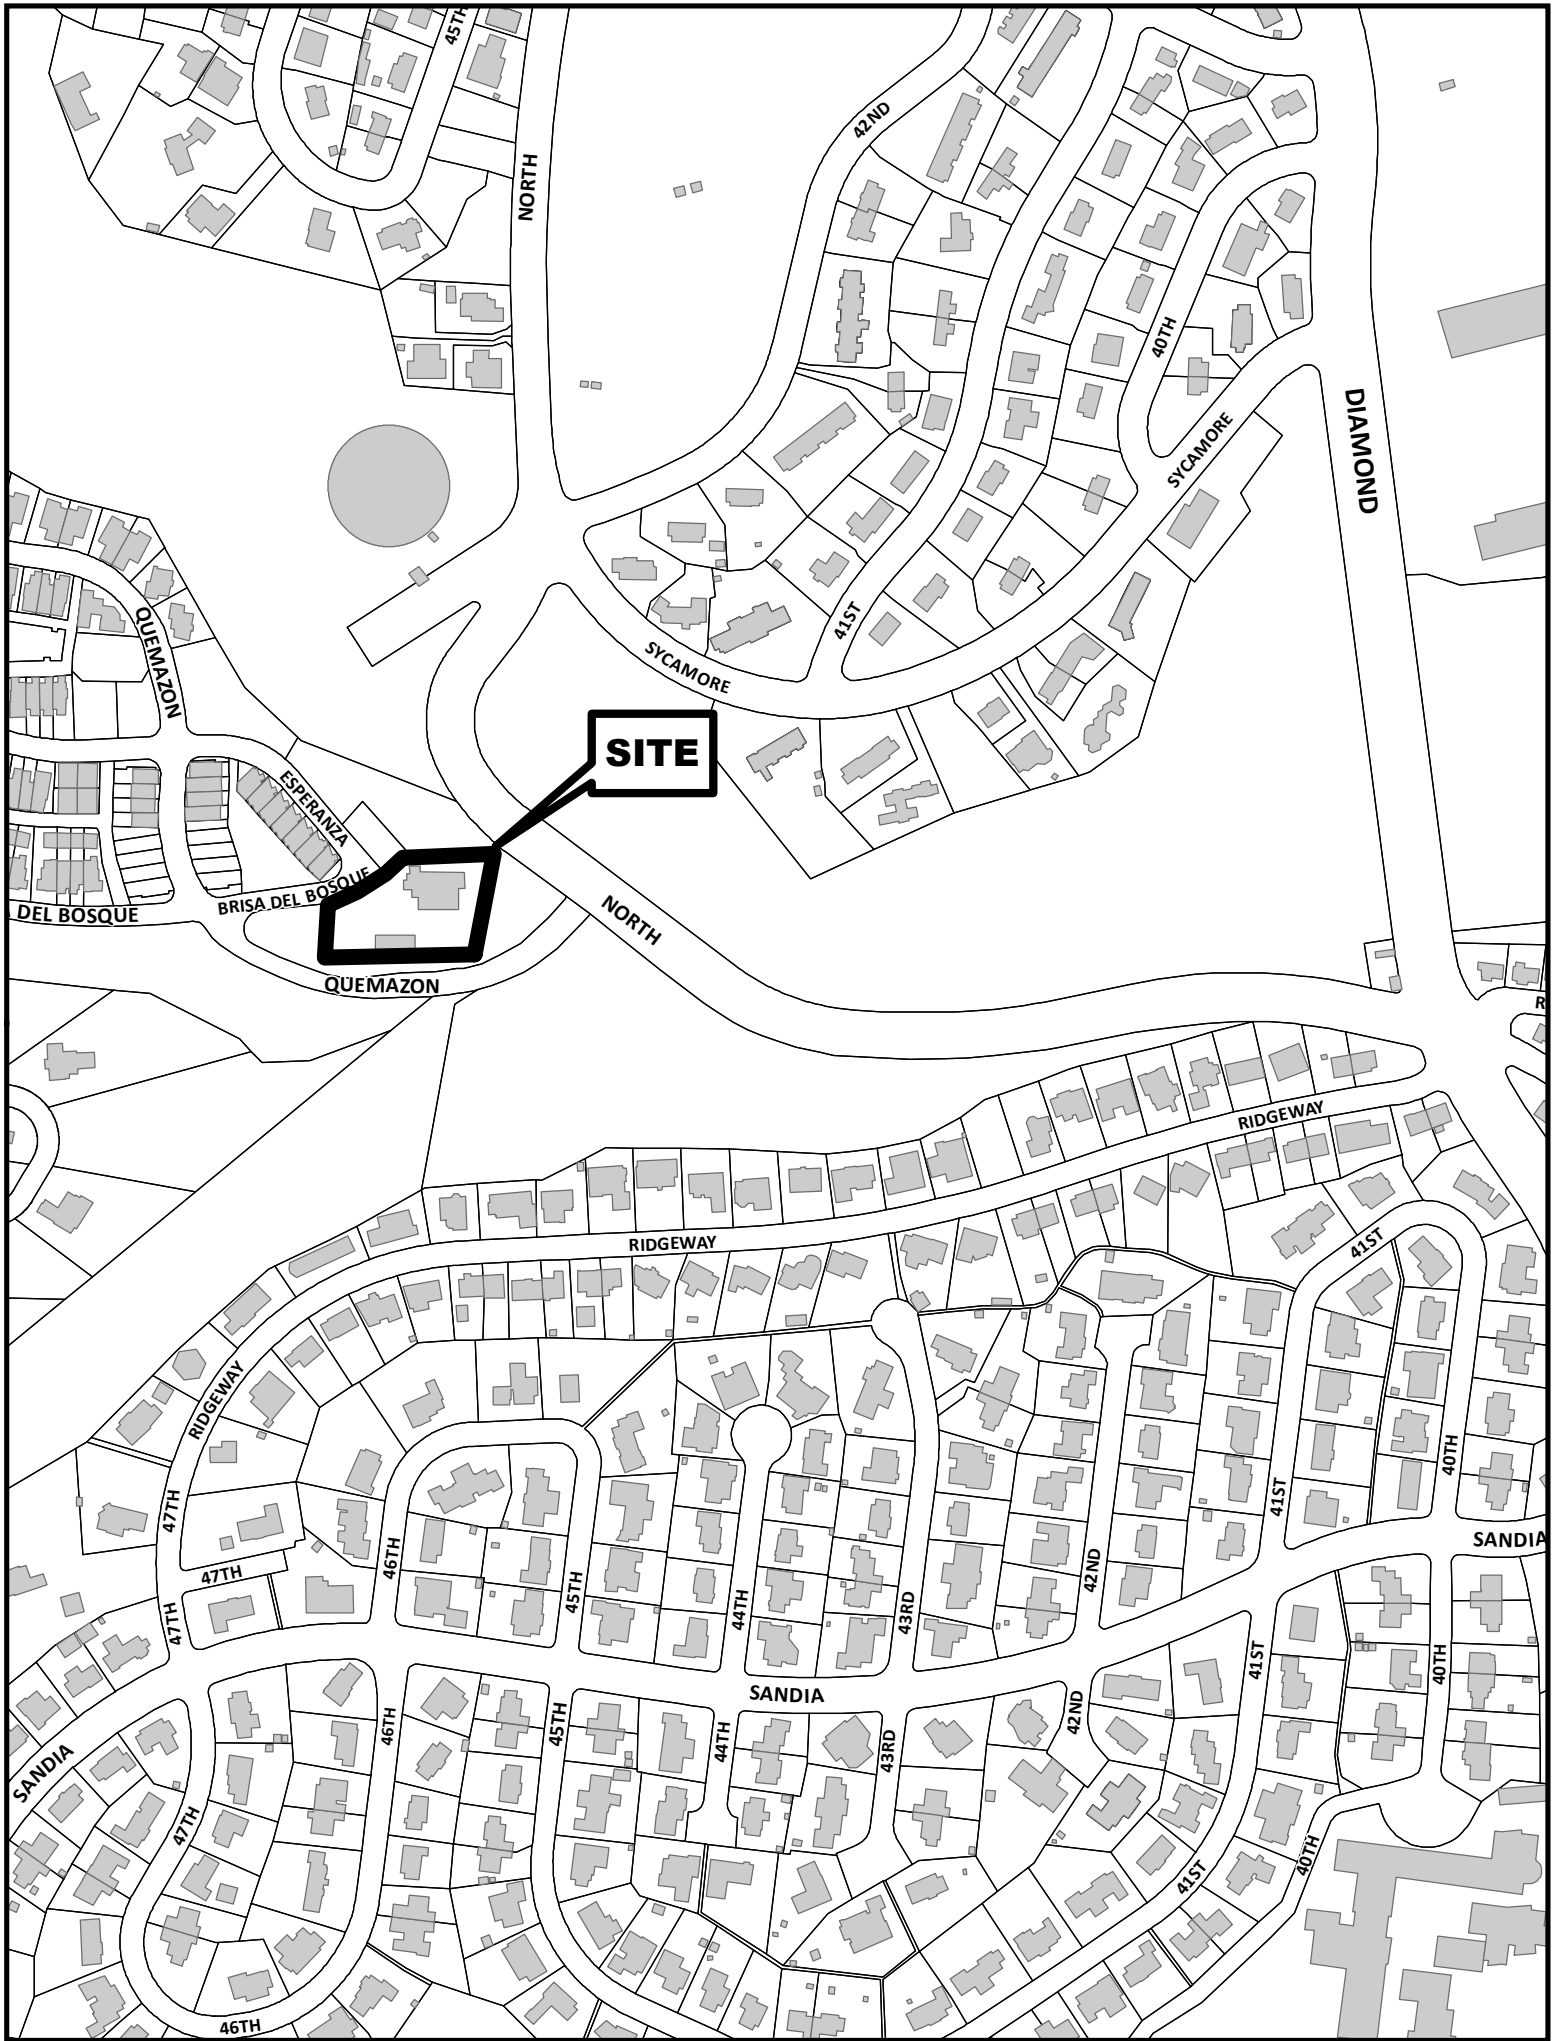 45TH
42ND
NORTH
40TH
DIAMOND
SYCAMORE
41ST
QUEMAZON
SYCAMORE
SITE
ESPERANZA
BRISA DEL BOSQUE
DEL BOSQUE
NORTH
QUEMAZON
R
RIDGEWAY
RIDGEWAY
41ST
RIDGEWAY
40TH
41ST
47TH
SANDIA
46TH
42ND
47TH
45TH
44TH
43RD
47TH
41ST
40TH
SANDIA
42ND
46TH
45TH
44TH
43RD
SANDIA
47TH
40TH
41ST
46TH